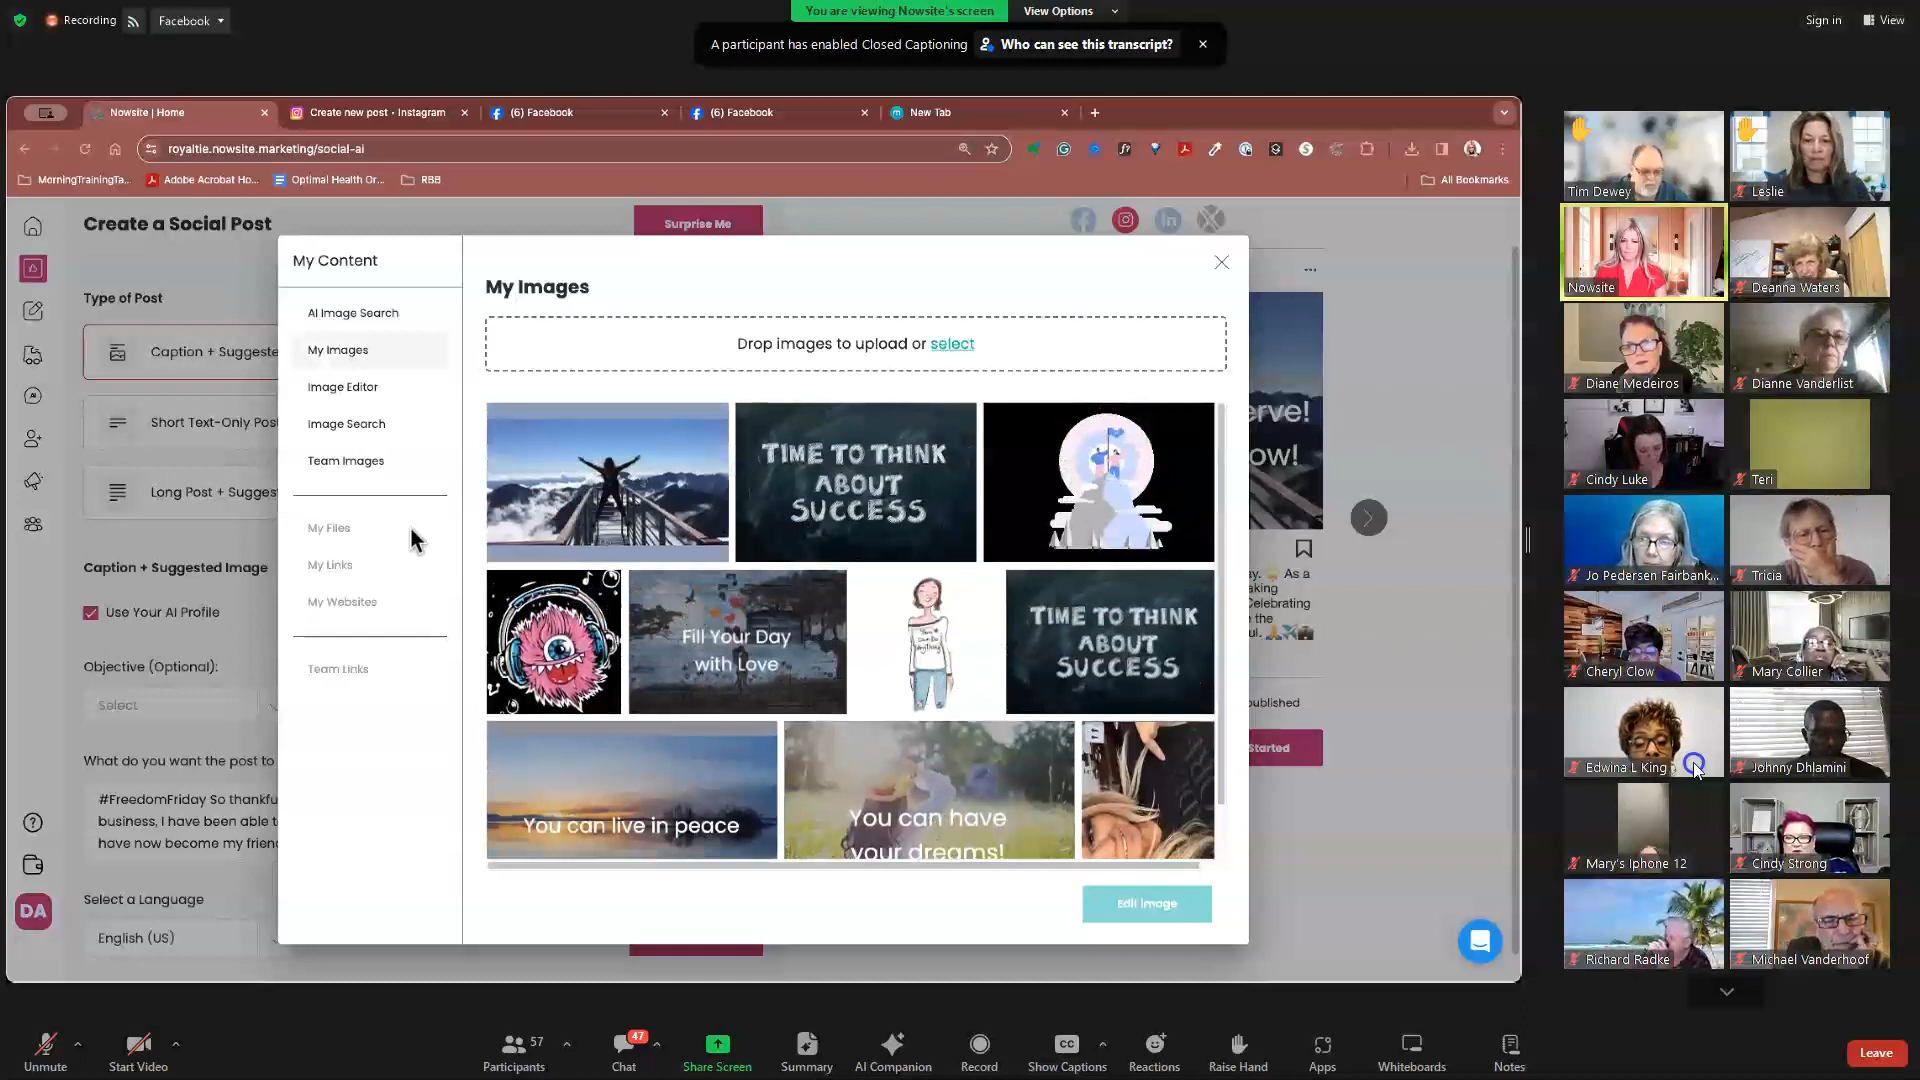 Recording
Facebook
You are viewing Nowsite's screen
View Options
Sign in
View
A participant has enabled Closed Captioning
Who can see this transcript?
Nowsite | Home
Create new post • Instagram
(6) Facebook
(6) Facebook
New Tab
royaltie.nowsite.marketing/social-ai
MorningTrainingTa...
Adobe Acrobat Ho...
Optimal Health Or...
RBB
All Bookmarks
Create a Social Post
Surprise Me
Type of Post
Caption + Suggeste
Short Text-Only Pos
Long Post + Sugges
Caption + Suggested Image
Use Your AI Profile
Objective (Optional):
Select
What do you want the post to
#FreedomFriday So thankfu
business, I have been able t
have now become my frien
Select a Language
English (US)
DA
My Content
AI Image Search
My Images
Image Editor
Image Search
Team Images
My Files
My Links
My Websites
Team Links
My Images
Drop images to upload or select
TIME TO THINK
ABOUT
SUCCESS
Fill Your Day
with Love
TIME TO THINK
ABOUT
SUCCESS
You can live in peace
You can have
your dreams!
Edit Image
erve!
ow!
ay.
As a
aking
Celebrating
the
ul.
ublished
Started
Tim Dewey
Leslie
Nowsite
Deanna Waters
Diane Medeiros
Dianne Vanderlist
Cindy Luke
Teri
Jo Pedersen Fairbank...
Tricia
Cheryl Clow
Mary Collier
Edwina L King
Johnny Dhlamini
Mary's Iphone 12
Cindy Strong
Richard Radke
Michael Vanderhoof
Unmute
Start Video
57
Participants
47
Chat
Share Screen
Summary
AI Companion
Record
CC
Show Captions
Reactions
Raise Hand
Apps
Whiteboards
Notes
Leave